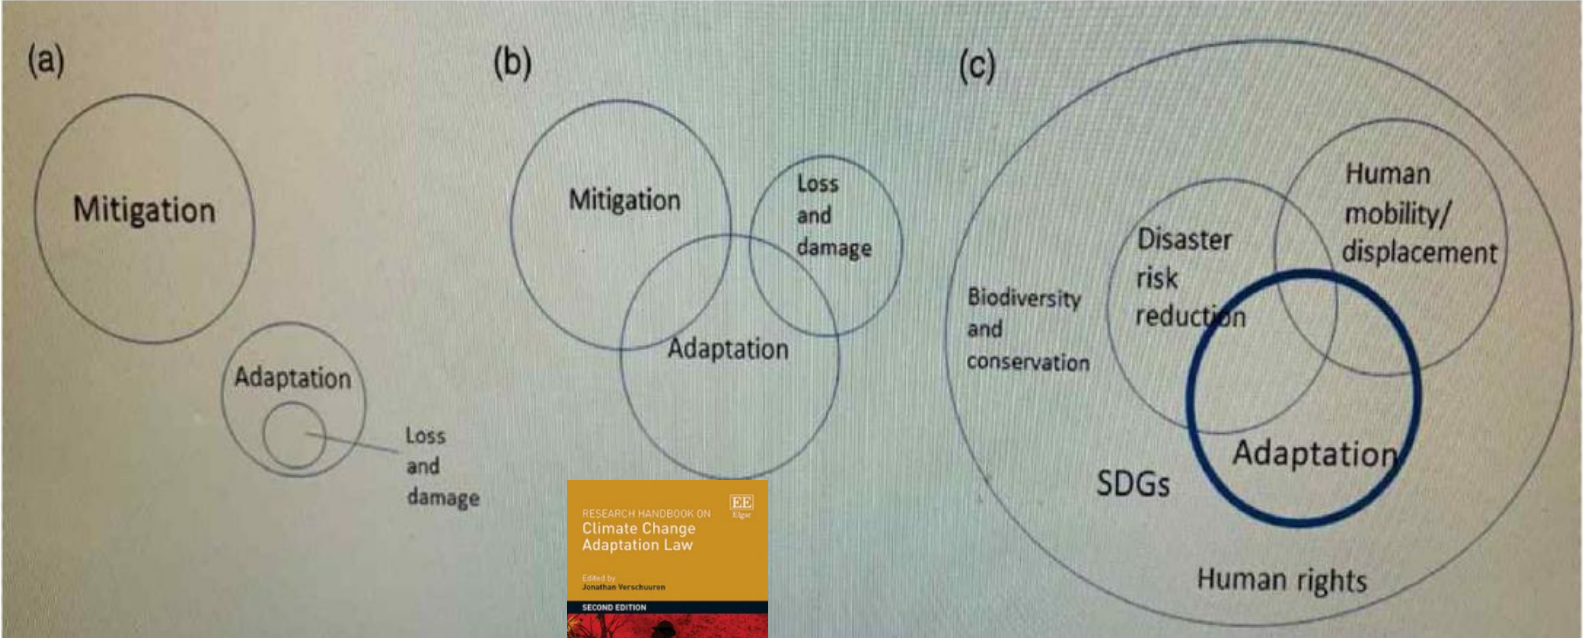 (a)
Mitigation
Adaptation
Loss
and
damage
(b)
Mitigation
Loss
and
damage
Adaptation
(c)
Human
mobility/
displacement
Disaster
risk
reduction
Biodiversity
and
conservation
Adaptation
SDGs
Human rights
EE
Elgar
RESEARCH HANDBOOK ON
Climate Change
Adaptation Law
Edited by
Jonathan Verschuuren
SECOND EDITION